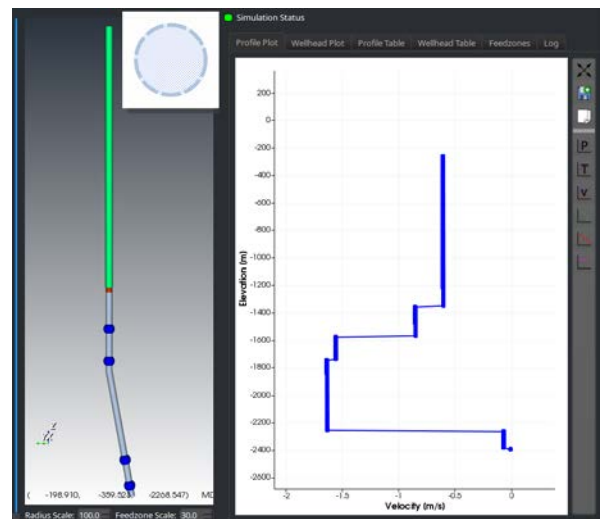 Simulation Status
Profile Plot Wellhead Plot Profile Table Wellhead Table Feedzones Log
200
0
-200
-400
-600
-800
-1000
-1200
-1400
-1600
-1800
-2000
-2200
-2400
-2600
Elevation (m)
-2 -1.5 -1 -0.5 0
Velocity (m/s)
P
T
v
( -198.910, -2268.547) MD
Radius Scale: 100.0 Feedzone Scale: 30.0